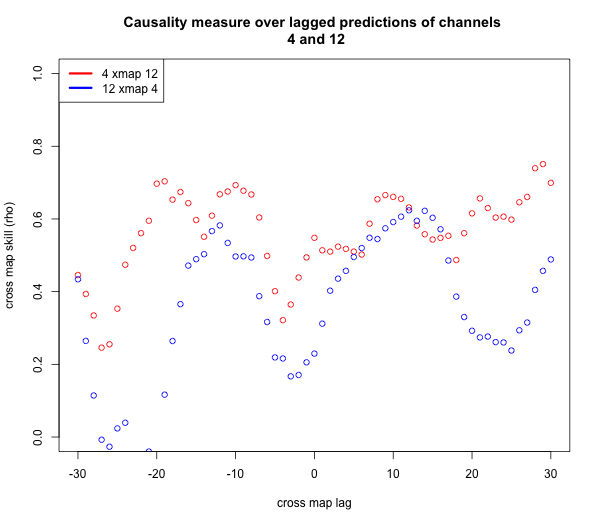 Causality measure over lagged predictions of channels
4 and 12
4 xmap 12
12 xmap 4
cross map skill (rho)
1.0
0.8
0.6
0.4
0.2
0.0
-30 -20 -10 0 10 20 30
cross map lag